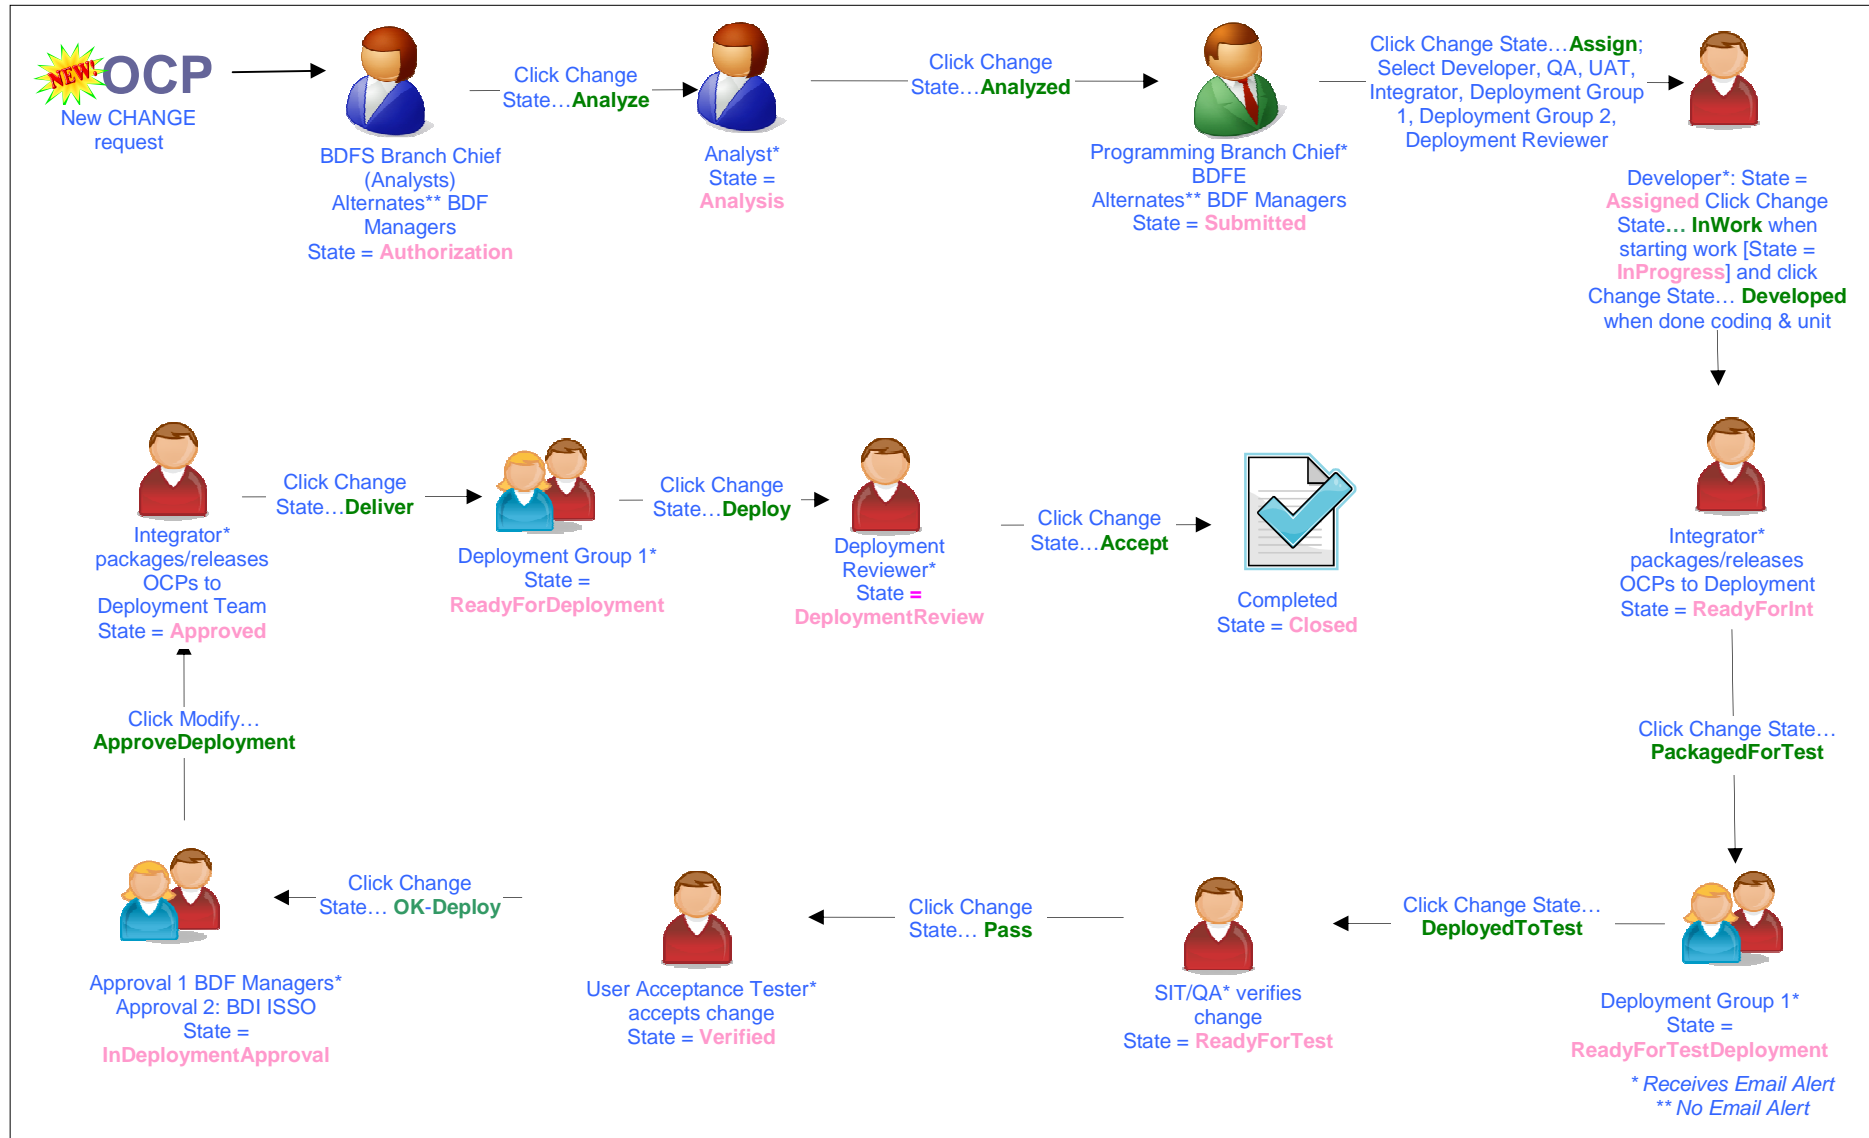 NEW!
OCP
New CHANGE
request
BDFS Branch Chief
(Analysts)
Alternates** BDF
Managers
State = Authorization
Click Change
State…Analyze
Analyst*
State =
Analysis
Click Change
State…Analyzed
Programming Branch Chief*
BDFE
Alternates** BDF Managers
State = Submitted
Click Change State…Assign;
Select Developer, QA, UAT,
Integrator, Deployment Group
1, Deployment Group 2,
Deployment Reviewer
Developer*: State =
Assigned Click Change
State… InWork when
starting work [State =
InProgress] and click
Change State… Developed
when done coding & unit
Integrator*
packages/releases
OCPs to Deployment
State = ReadyForInt
Click Change State…
PackagedForTest
Deployment Group 1*
State =
ReadyForTestDeployment
Click Change State…
DeployedToTest
SIT/QA* verifies
change
State = ReadyForTest
Click Change
State… Pass
User Acceptance Tester*
accepts change
State = Verified
Click Change
State… OK-Deploy
Approval 1 BDF Managers*
Approval 2: BDI ISSO
State =
InDeploymentApproval
Click Modify…
ApproveDeployment
Integrator*
packages/releases
OCPs to
Deployment Team
State = Approved
Click Change
State…Deliver
Deployment Group 1*
State =
ReadyForDeployment
Click Change
State…Deploy
Deployment
Reviewer*
State =
DeploymentReview
Click Change
State…Accept
Completed
State = Closed
* Receives Email Alert
** No Email Alert